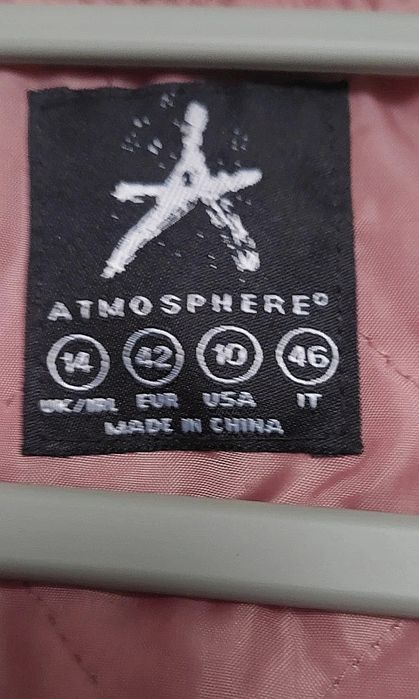 ATMOSPHERE®
14 42 10 46
UK/IRL EUR USA IT
MADE IN CHINA